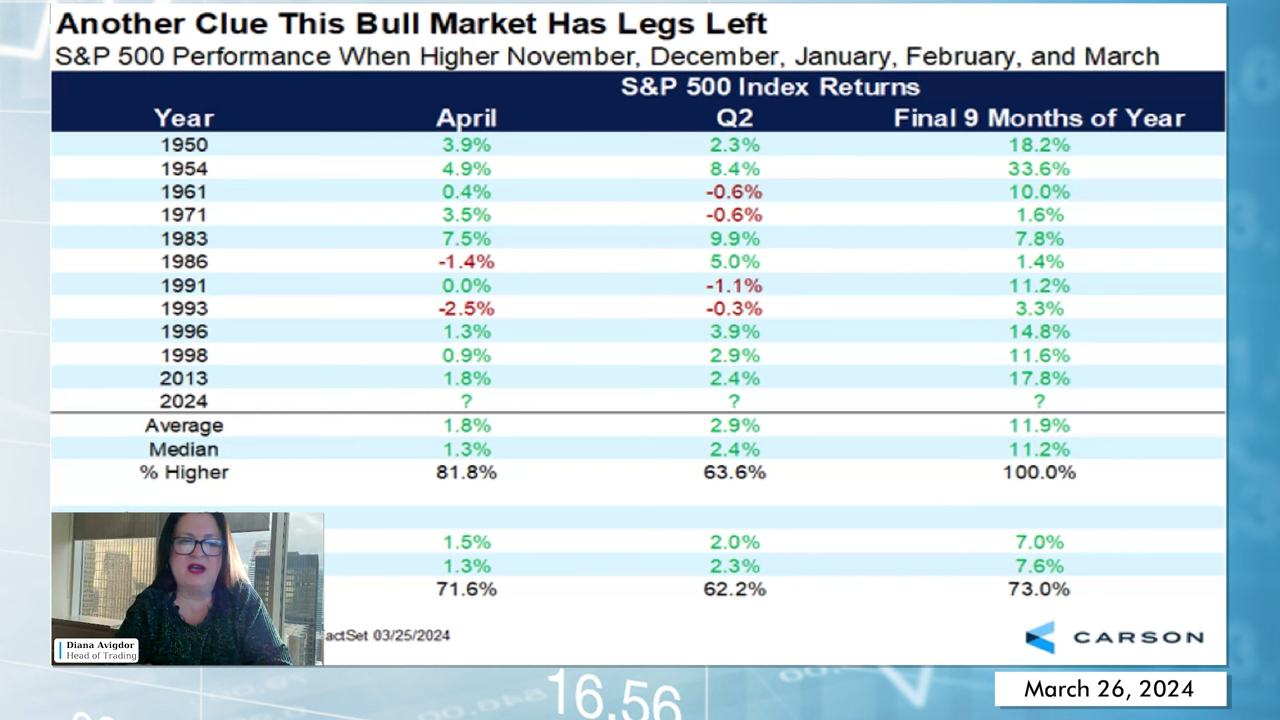 Another Clue This Bull Market Has Legs Left
S&P 500 Performance When Higher November, December, January, February, and March
S&P 500 Index Returns
Year April Q2 Final 9 Months of Year
1950 3.9% 2.3% 18.2%
1954 4.9% 8.4% 33.6%
1961 0.4% -0.6% 10.0%
1971 3.5% -0.6% 1.6%
1983 7.5% 9.9% 7.8%
1986 -1.4% 5.0% 1.4%
1991 0.0% -1.1% 11.2%
1993 -2.5% -0.3% 3.3%
1996 1.3% 3.9% 14.8%
1998 0.9% 2.9% 11.6%
2013 1.8% 2.4% 17.8%
2024 ? ? ?
Average 1.8% 2.9% 11.9%
Median 1.3% 2.4% 11.2%
% Higher 81.8% 63.6% 100.0%
1.5% 2.0% 7.0%
1.3% 2.3% 7.6%
71.6% 62.2% 73.0%
actSet 03/25/2024
CARSON
Diana Avigdor
Head of Trading
March 26, 2024
16,56